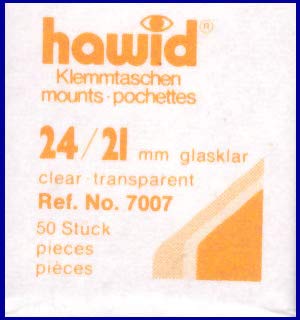 hawid®
Klemmtaschen
mounts·pochettes
24/21 mm glasklar
clear·transparent
Ref. No. 7007
50 Stück
pieces
pièces